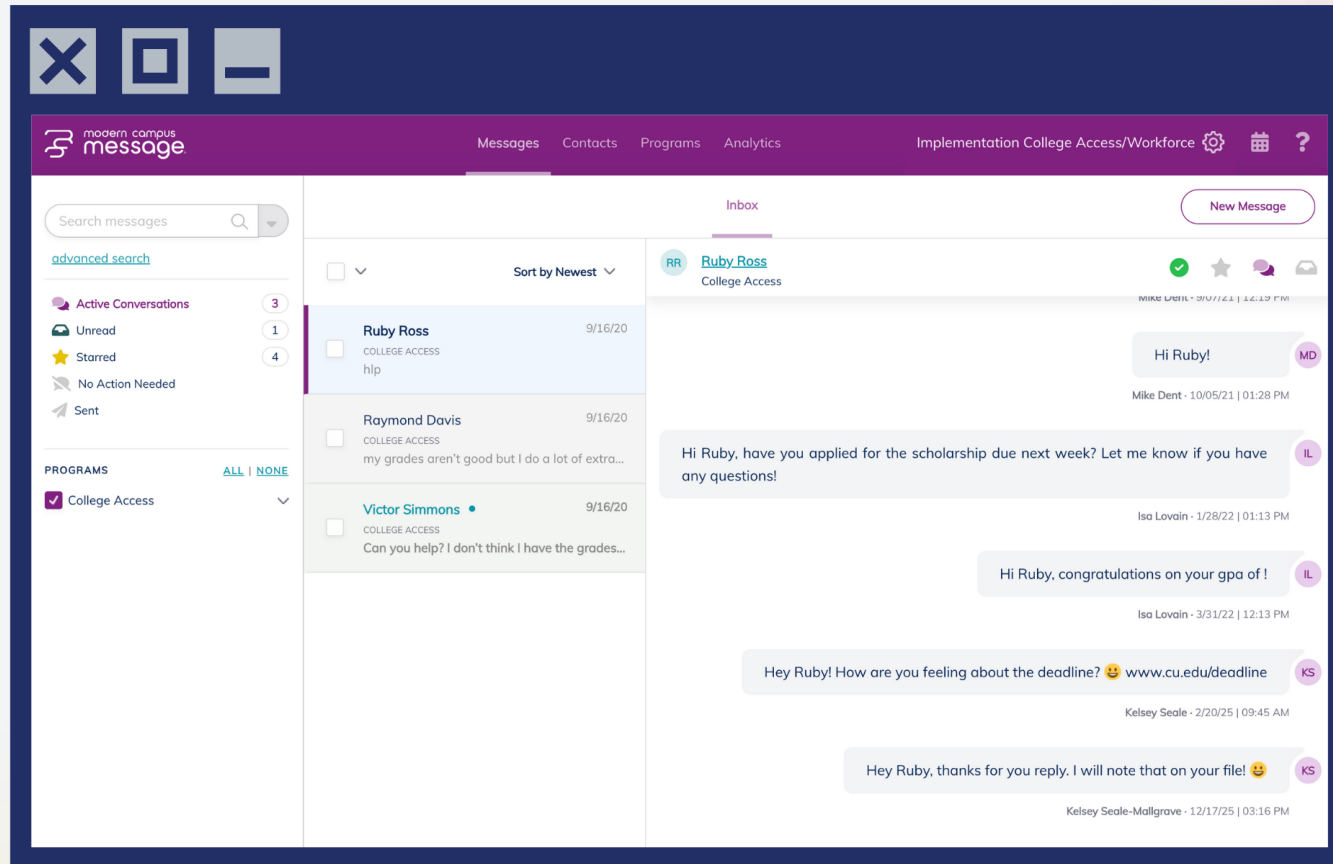 modern campus
message
Messages
Contacts
Programs
Analytics
Implementation College Access/Workforce
?
Search messages
advanced search
Active Conversations
3
Unread
1
Starred
4
No Action Needed
Sent
PROGRAMS
ALL | NONE
College Access
Inbox
New Message
Sort by Newest
Ruby Ross
9/16/20
COLLEGE ACCESS
hlp
Raymond Davis
9/16/20
COLLEGE ACCESS
my grades aren't good but I do a lot of extra...
Victor Simmons
9/16/20
COLLEGE ACCESS
Can you help? I don't think I have the grades...
RR
Ruby Ross
College Access
Mike Dent · 9/07/21 | 12:19 PM
Hi Ruby!
MD
Mike Dent · 10/05/21 | 01:28 PM
Hi Ruby, have you applied for the scholarship due next week? Let me know if you have
any questions!
IL
Isa Lovain · 1/28/22 | 01:13 PM
Hi Ruby, congratulations on your gpa of !
IL
Isa Lovain · 3/31/22 | 12:13 PM
Hey Ruby! How are you feeling about the deadline? 😀 www.cu.edu/deadline
KS
Kelsey Seale · 2/20/25 | 09:45 AM
Hey Ruby, thanks for you reply. I will note that on your file! 😀
KS
Kelsey Seale-Mallgrave · 12/17/25 | 03:16 PM